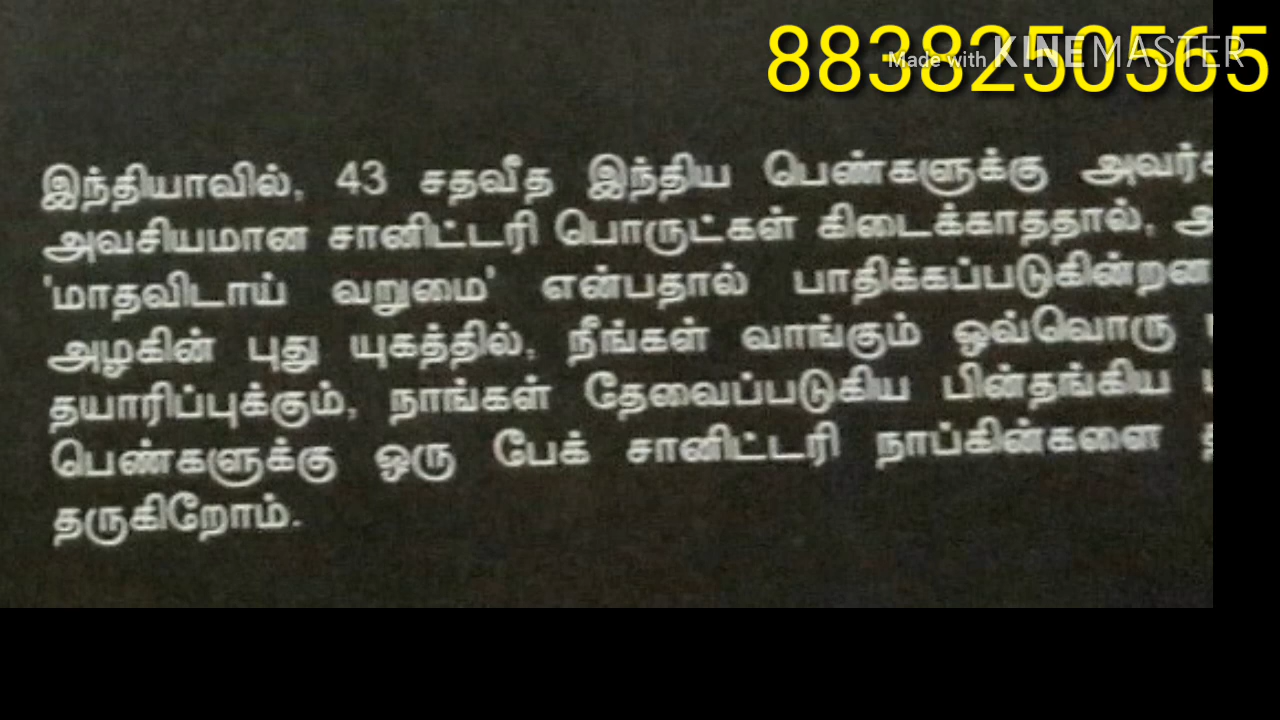 8838250565
Made with KINEMASTER
இந்தியாவில், 43 சதவீத இந்திய பெண்களுக்கு
அவசியமான சானிட்டரி பொருட்கள் கிடைக்காததால்,
'மாதவிடாய் வறுமை' என்பதால் பாதிக்கப்படுகின்றன
அழகின் புது யுகத்தில், நீங்கள் வாங்கும் ஒவ்வொரு
தயாரிப்புக்கும், நாங்கள் தேவைப்படுகிய பின்தங்கிய
பெண்களுக்கு ஒரு பேக் சானிட்டரி நாப்கின்களை
தருகிறோம்.